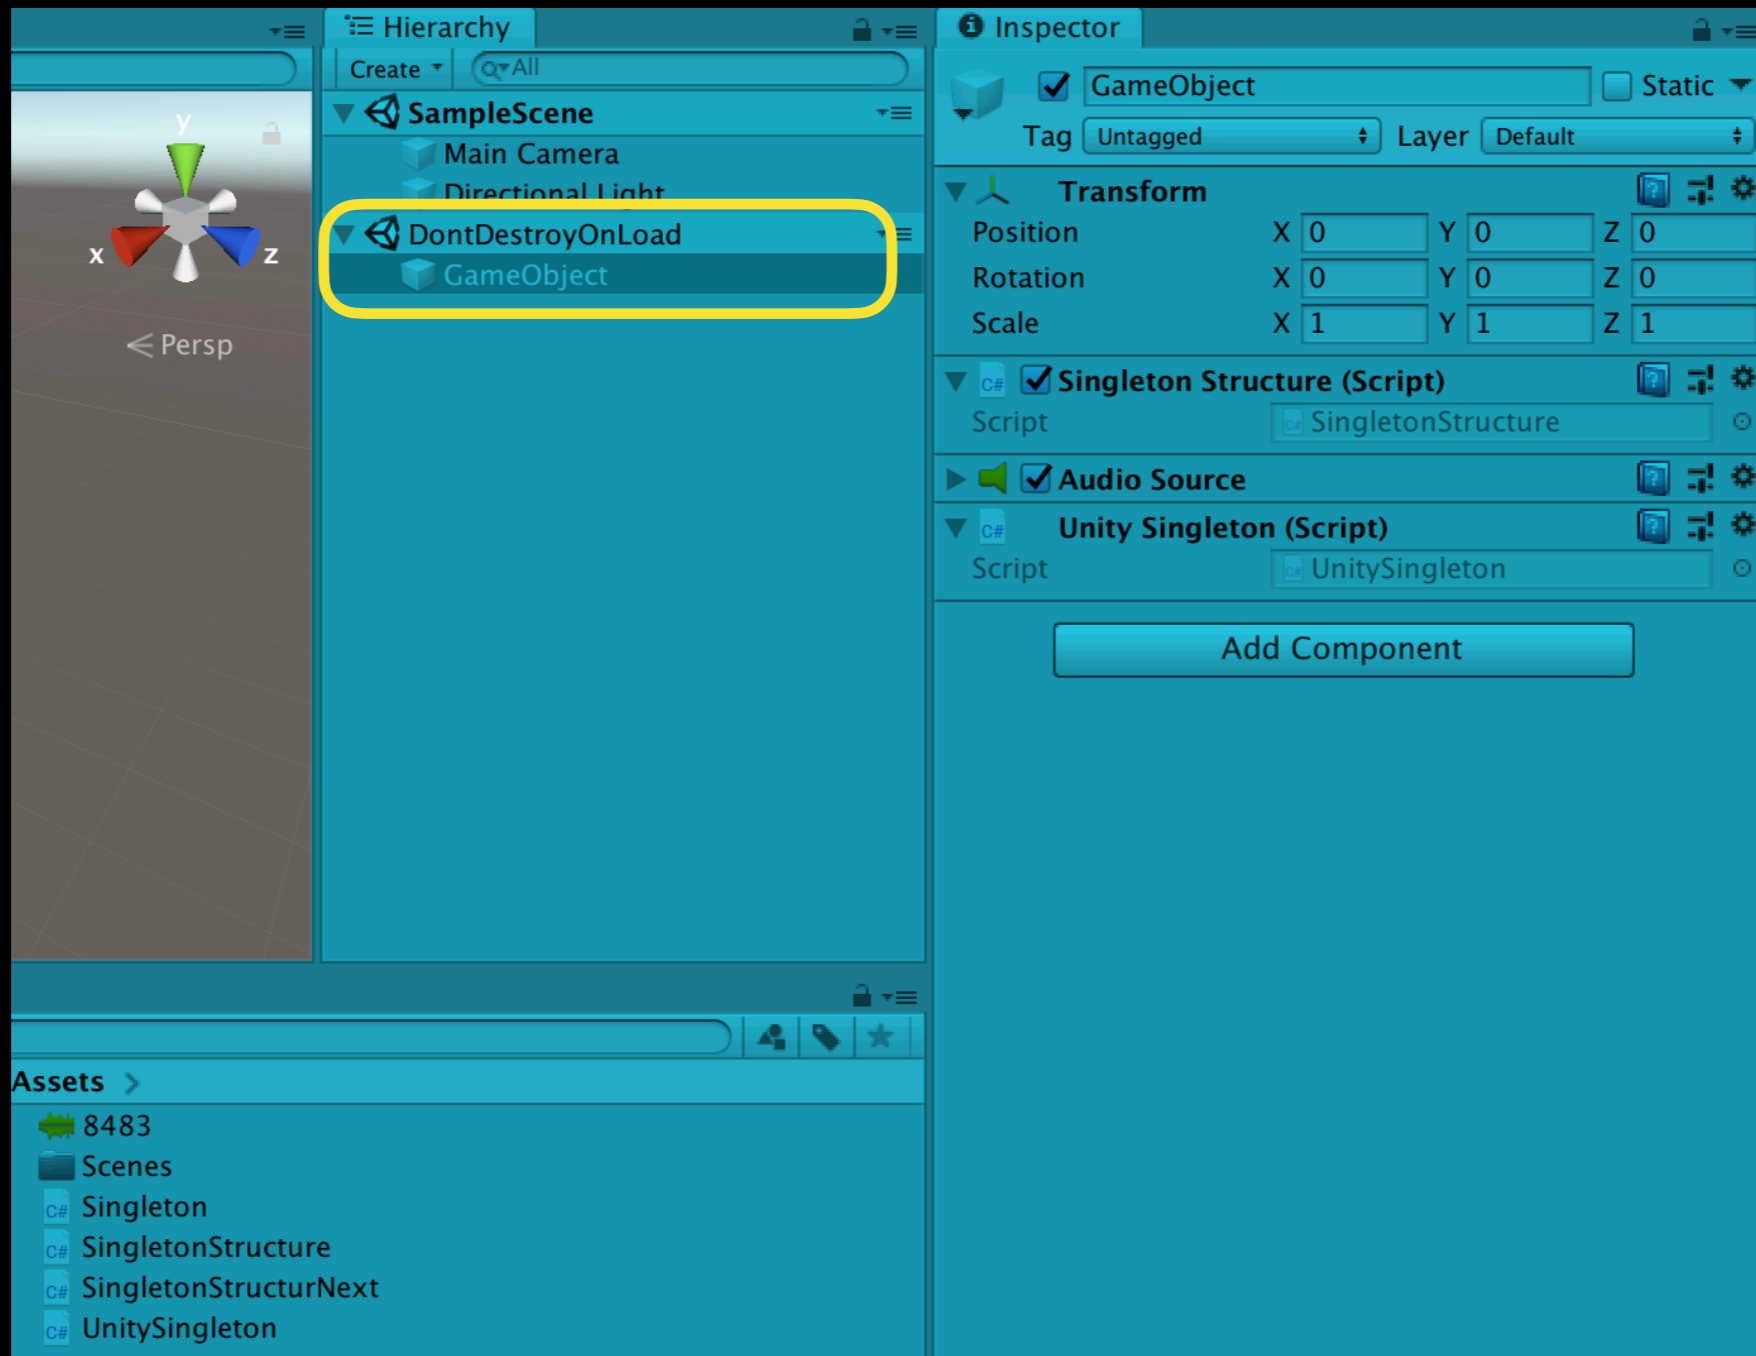 Hierarchy
Create
All
SampleScene
Main Camera
Directional Light
DontDestroyOnLoad
GameObject
y
x
z
Persp
Inspector
GameObject
Static
Tag Untagged Layer Default
Transform
Position X 0 Y 0 Z 0
Rotation X 0 Y 0 Z 0
Scale X 1 Y 1 Z 1
C# Singleton Structure (Script)
Script C# SingletonStructure
Audio Source
C# Unity Singleton (Script)
Script C# UnitySingleton
Add Component
Assets
8483
Scenes
C# Singleton
C# SingletonStructure
C# SingletonStructurNext
C# UnitySingleton